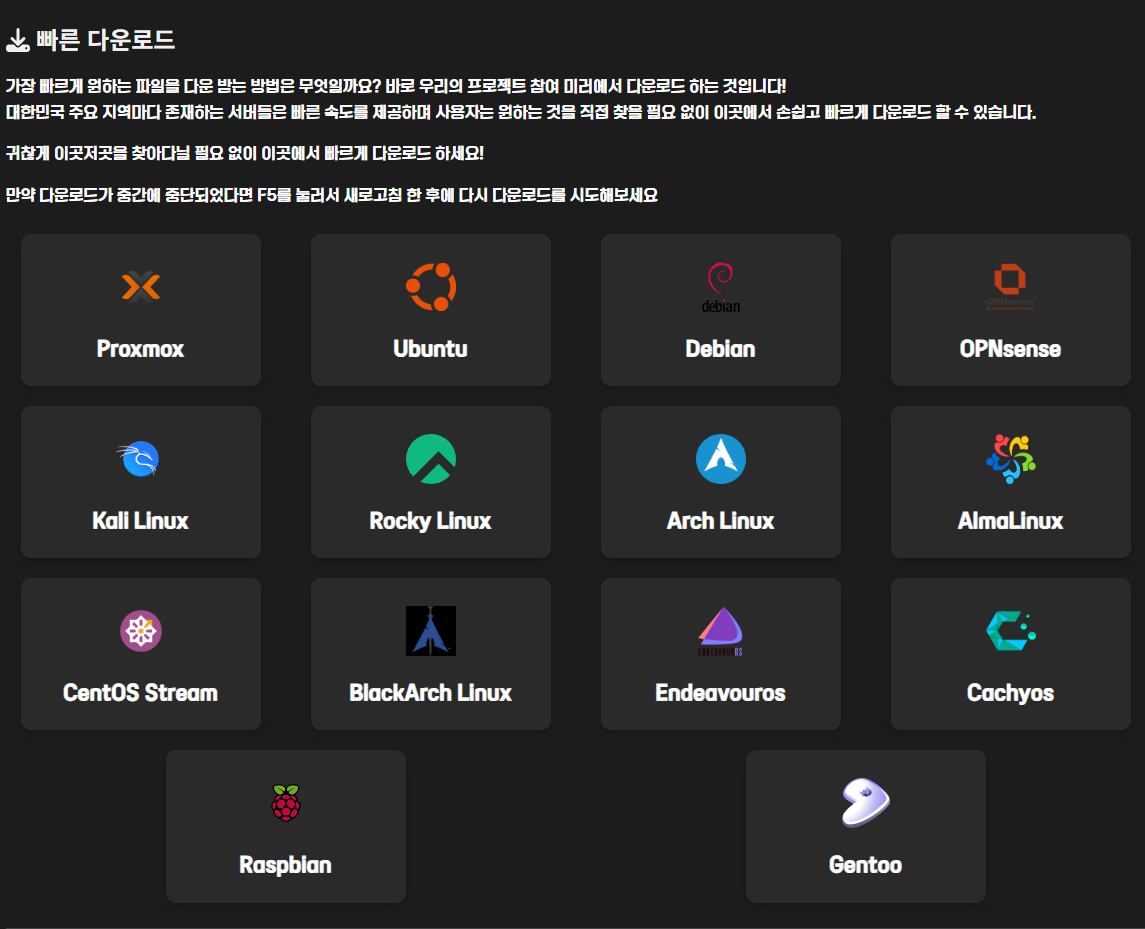 빠른 다운로드
가장 빠르게 원하는 파일을 다운 받는 방법은 무엇일까요? 바로 우리의 프로젝트 참여 미러에서 다운로드 하는 것입니다!
대한민국 주요 지역마다 존재하는 서버들은 빠른 속도를 제공하며 사용자는 원하는 것을 직접 찾을 필요 없이 이곳에서 손쉽고 빠르게 다운로드 할 수 있습니다.
귀찮게 이곳저곳을 찾아다닐 필요 없이 이곳에서 빠르게 다운로드 하세요!
만약 다운로드가 중간에 중단되었다면 F5를 눌러서 새로고침 한 후에 다시 다운로드를 시도해보세요
debian
OPNsense
Proxmox
Ubuntu
Debian
OPNsense
Kali Linux
Rocky Linux
Arch Linux
AlmaLinux
ENDEAVOUROS
CentOS Stream
BlackArch Linux
Endeavouros
Cachyos
Raspbian
Gentoo